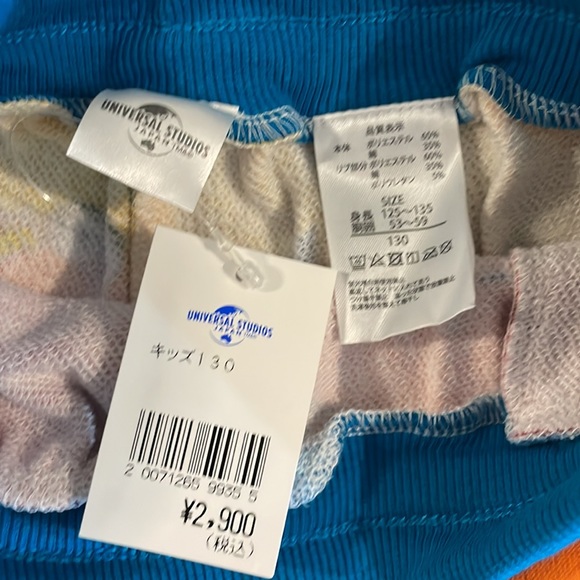 UNIVERSAL STUDIOS
JAPAN
品質表示
本体 ポリエステル 60%
綿 35%
リブ部分 ポリエステル 60%
綿 35%
ポリウレタン 5%
SIZE
身長 125〜135
胴囲 53〜59
130
UNIVERSAL STUDIOS
JAPAN
キッズ130
2 0071265 9935 5
¥2,900
(税込)